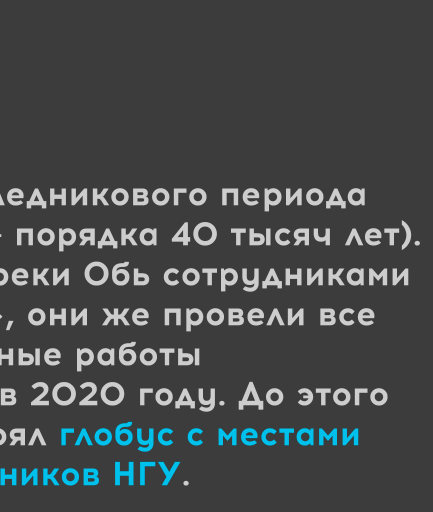 ледникового периода
- порядка 40 тысяч лет).
реки Обь сотрудниками
», они же провели все
ные работы
в 2020 году. До этого
оял глобус с местами
ников НГУ.